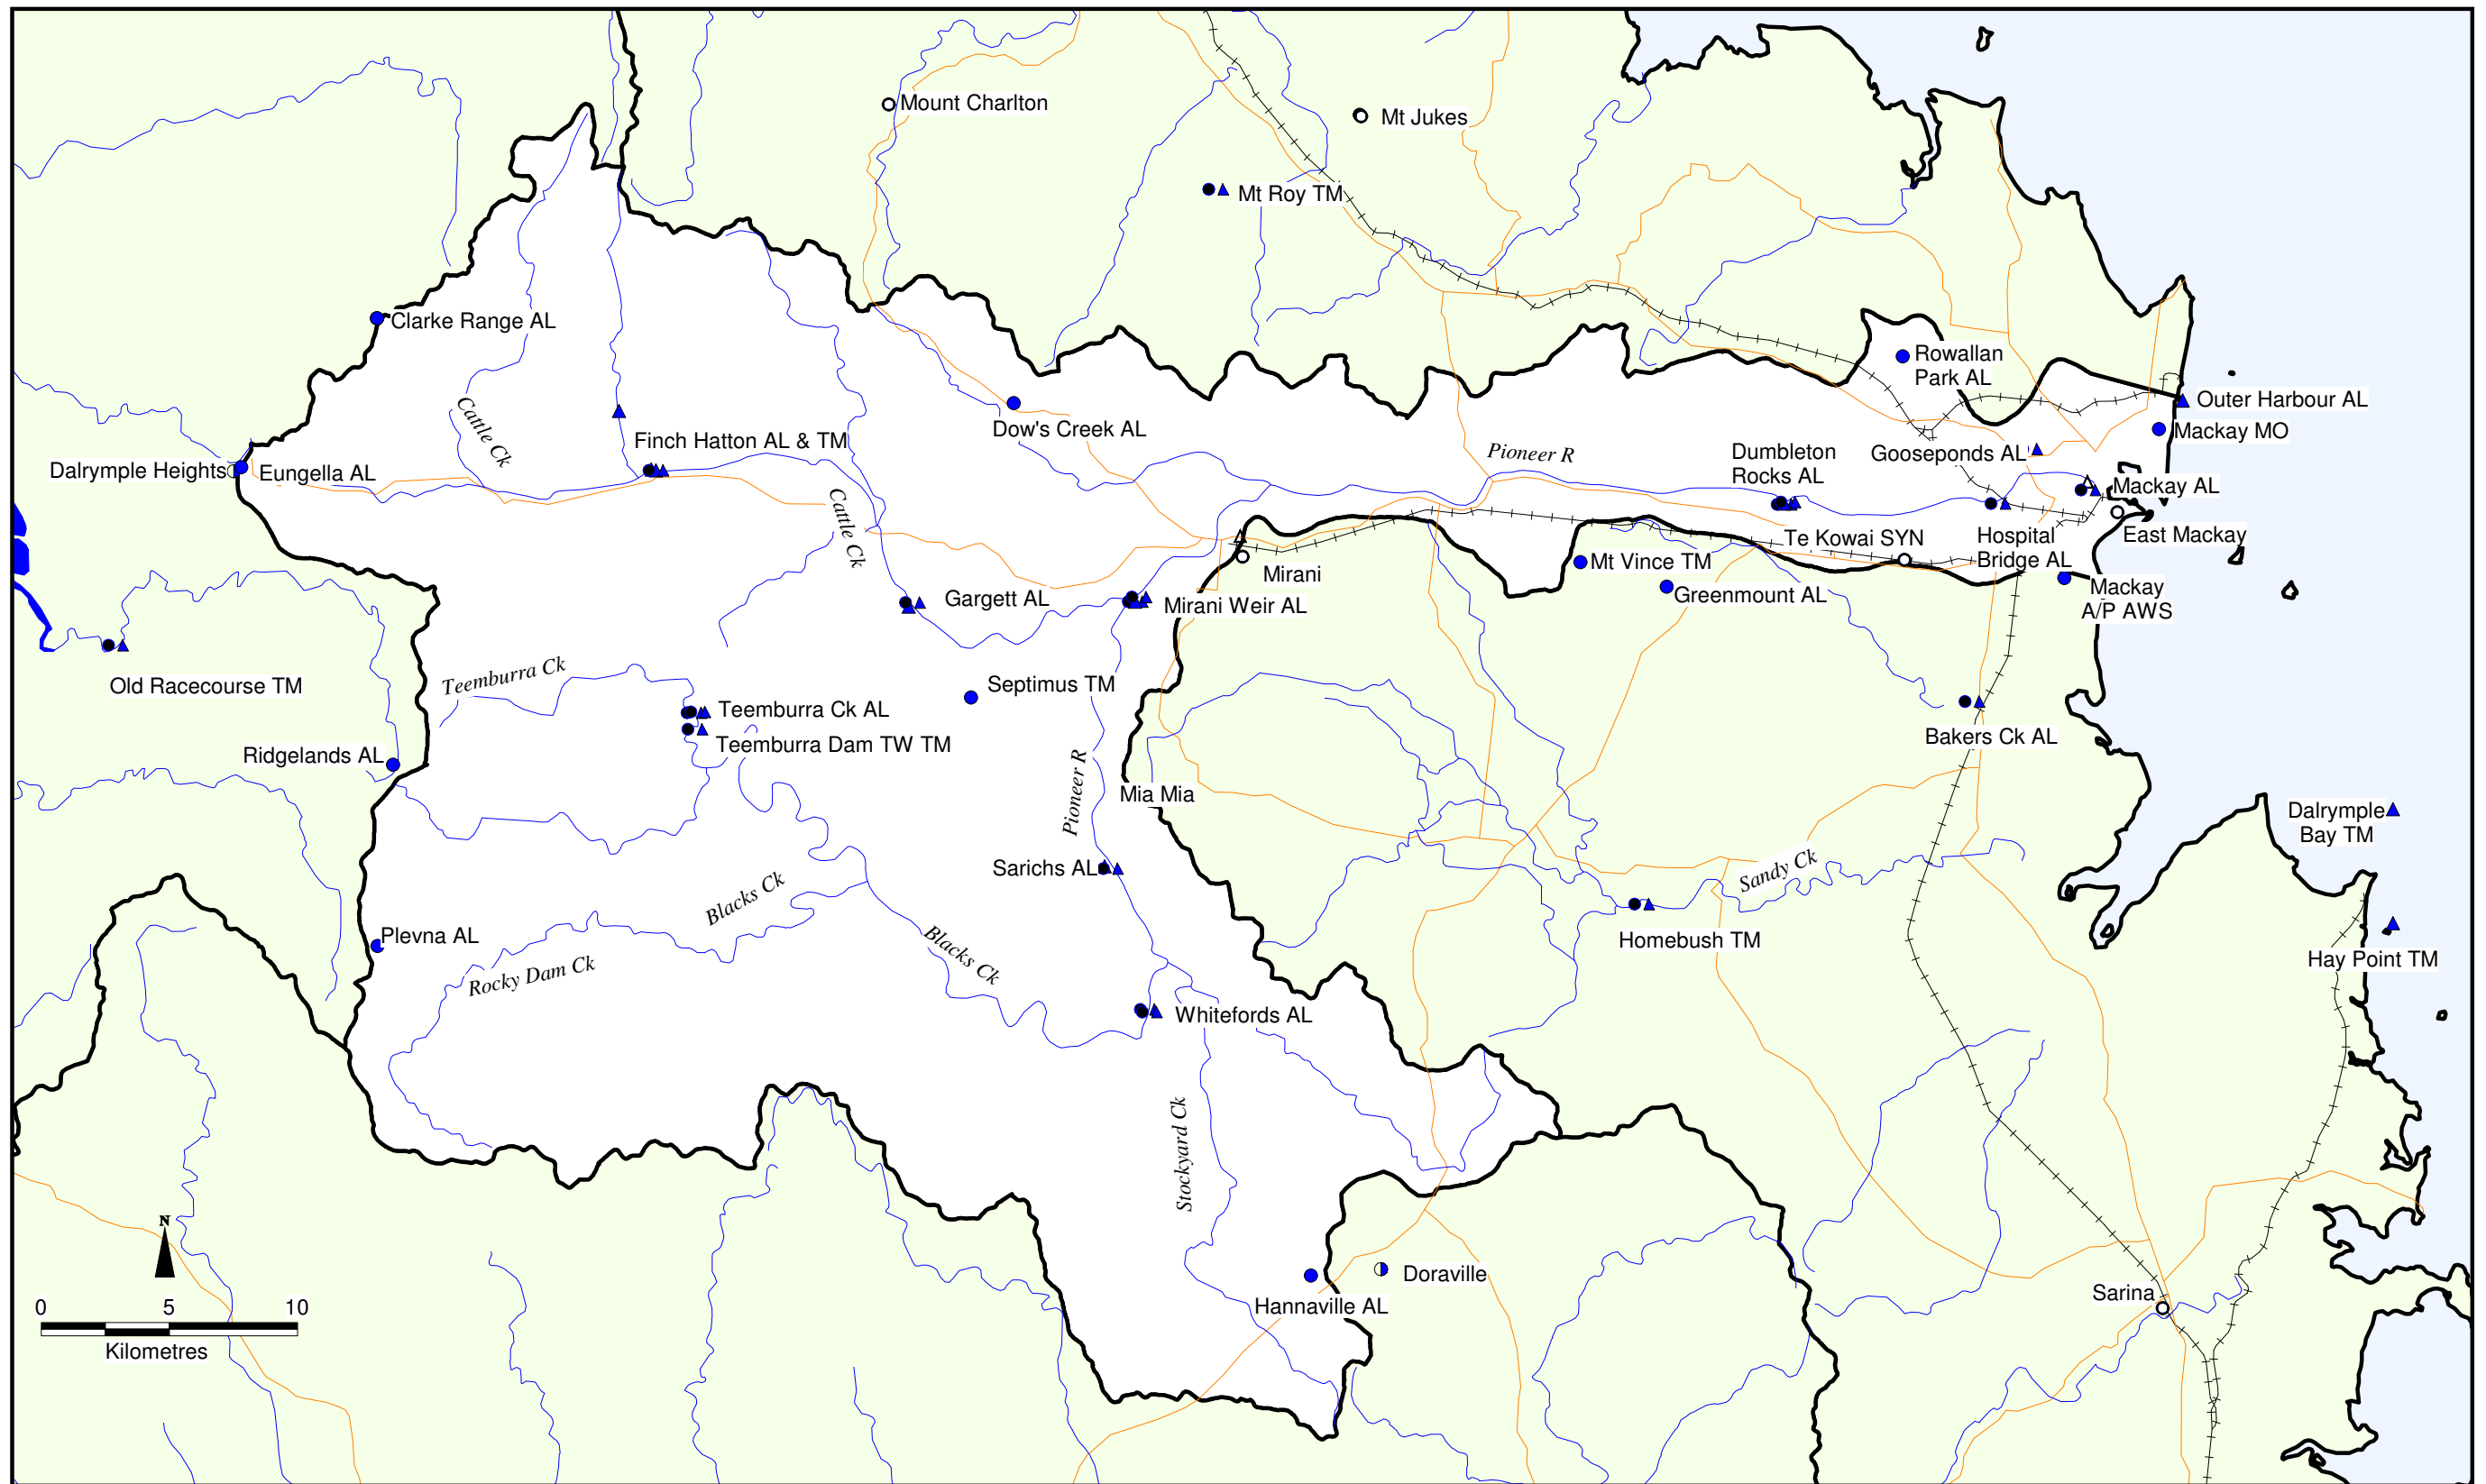 Mount Charlton
Mt Jukes
Mt Roy TM
Clarke Range AL
Rowallan
Park AL
Outer Harbour AL
Cattle Ck
Dow's Creek AL
Finch Hatton AL & TM
Mackay MO
Pioneer R
Dumbleton
Rocks AL
Gooseponds AL
Dalrymple Heights
Eungella AL
Mackay AL
Cattle Ck
East Mackay
Te Kowai SYN
Hospital
Bridge AL
Mirani
Mt Vince TM
Greenmount AL
Mackay
A/P AWS
Gargett AL
Mirani Weir AL
Old Racecourse TM
Teemburra Ck
Septimus TM
Teemburra Ck AL
Teemburra Dam TW TM
Bakers Ck AL
Ridgelands AL
Pioneer R
Mia Mia
Dalrymple
Bay TM
Sarichs AL
Sandy Ck
Blacks Ck
Plevna AL
Homebush TM
Blacks Ck
Hay Point TM
Rocky Dam Ck
Whitefords AL
Stockyard Ck
N
Doraville
Sarina
Hannaville AL
0 5 10
Kilometres